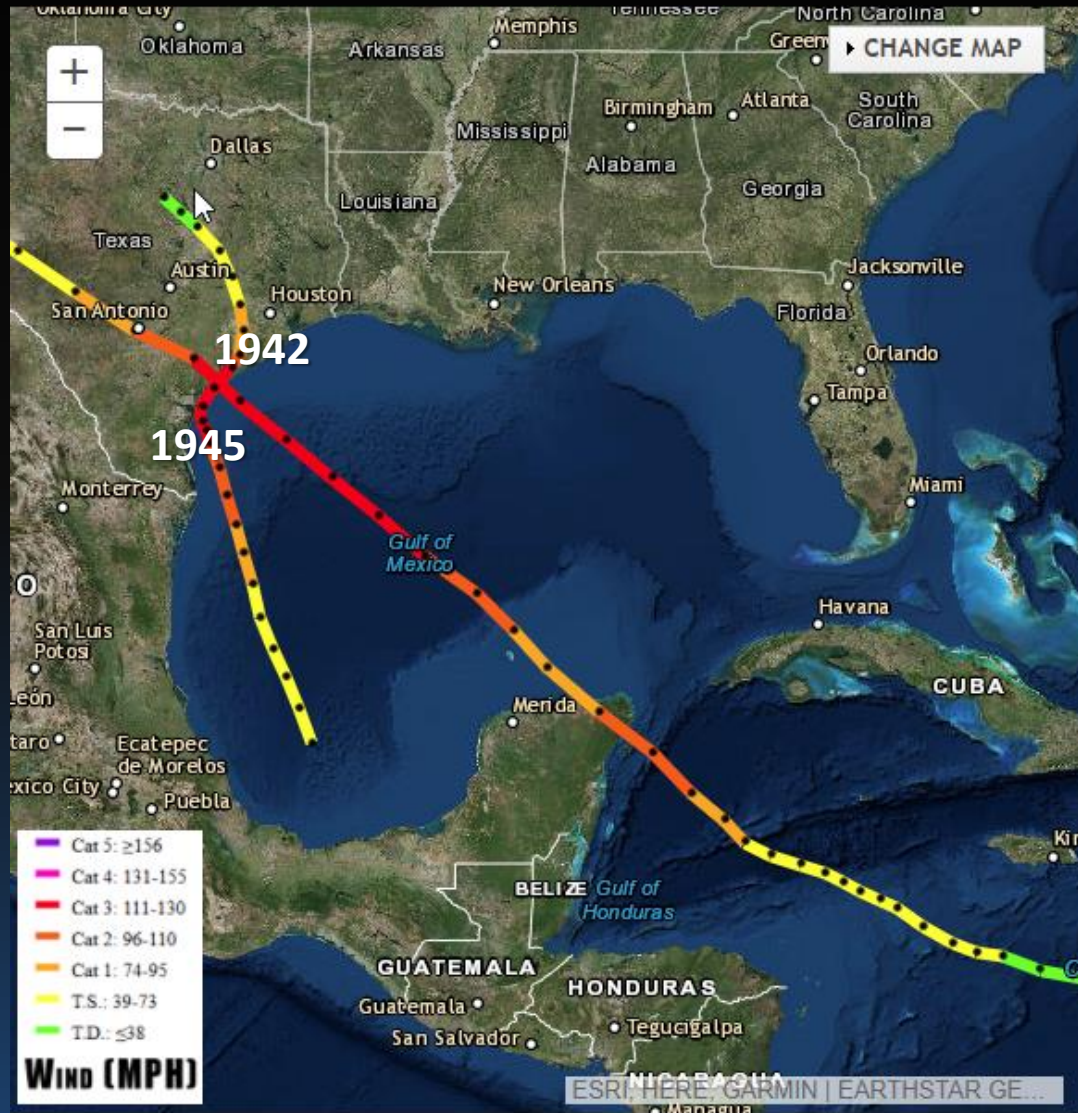 Oklahoma City
Tennessee
North Carolina
Memphis
Oklahoma
Arkansas
CHANGE MAP
+
−
Birmingham
Atlanta
South
Carolina
Mississippi
Dallas
Alabama
Georgia
Louisiana
Texas
Austin
Jacksonville
New Orleans
Houston
San Antonio
Florida
1942
Orlando
Tampa
1945
Monterrey
Miami
Gulf of
Mexico
O
Havana
San Luis
Potosi
León
CUBA
Merida
taro
Ecatepec
de Morelos
exico City
Puebla
Kin
Cat 5: ≥156
Cat 4: 131-155
Cat 3: 111-130
Cat 2: 96-110
Cat 1: 74-95
T.S.: 39-73
T.D.: ≤38
WIND (MPH)
BELIZE
Gulf of
Honduras
GUATEMALA
HONDURAS
Guatemala
Tegucigalpa
San Salvador
NICARAGUA
ESRI, HERE, GARMIN | EARTHSTAR GE...
Managua